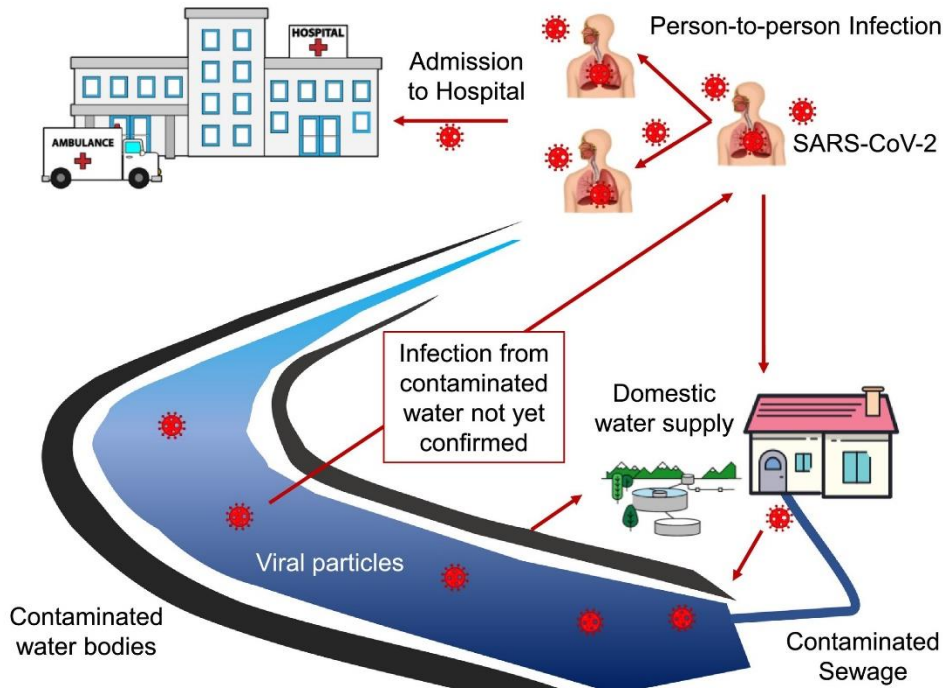 HOSPITAL
Person-to-person Infection
Admission
to Hospital
AMBULANCE
SARS-CoV-2
Infection from
contaminated
water not yet
confirmed
Domestic
water supply
Viral particles
Contaminated
water bodies
Contaminated
Sewage